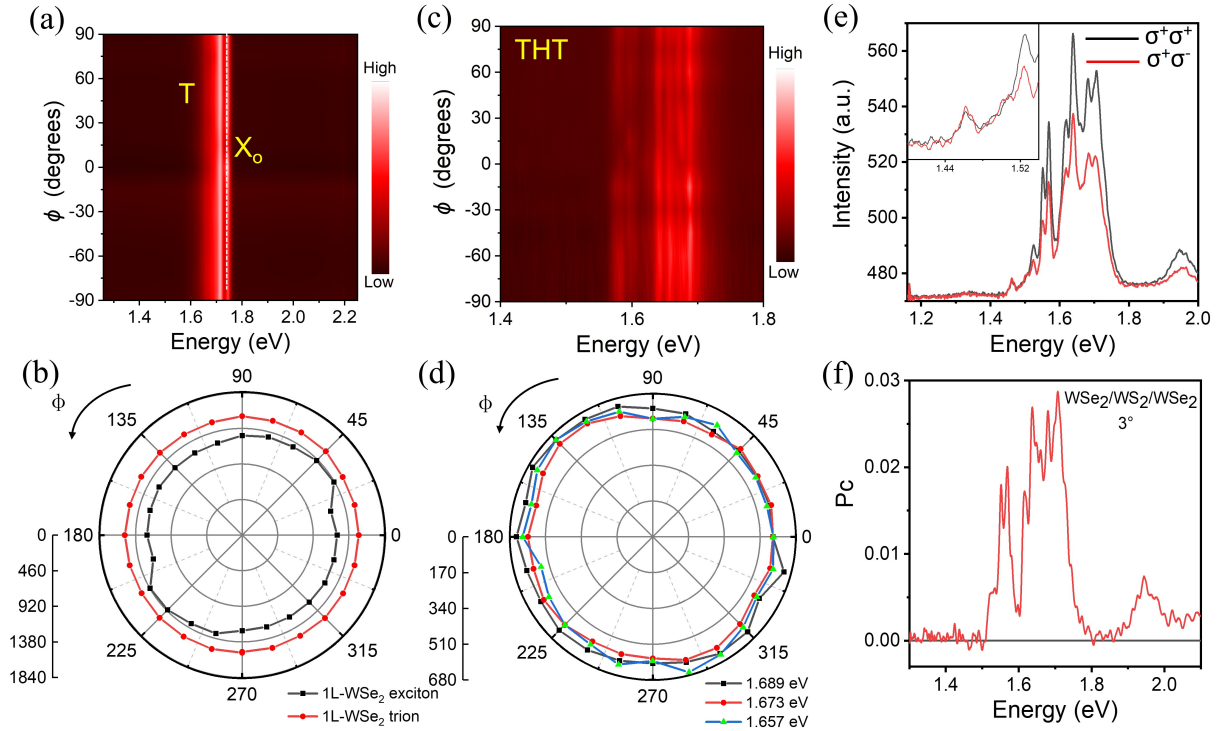 (a)
90
60
30
0
-30
-60
-90
ϕ (degrees)
T
Xo
High
Low
1.4 1.6 1.8 2.0 2.2
Energy (eV)
(b)
ϕ
90
135 45
180 0
225 315
270
0
460
920
1380
1840
1L-WSe2 exciton
1L-WSe2 trion
(c)
90
60
30
0
-30
-60
-90
ϕ (degrees)
THT
High
Low
1.4 1.6 1.8
Energy (eV)
(d)
ϕ
90
135 45
180 0
225 315
270
0
170
340
510
680
1.689 eV
1.673 eV
1.657 eV
(e)
560
540
520
500
480
Intensity (a.u.)
σ+σ+
σ+σ-
1.44 1.52
1.2 1.4 1.6 1.8 2.0
Energy (eV)
(f)
0.03
0.02
0.01
0.00
Pc
WSe2/WS2/WSe2
3°
1.4 1.6 1.8 2.0
Energy (eV)